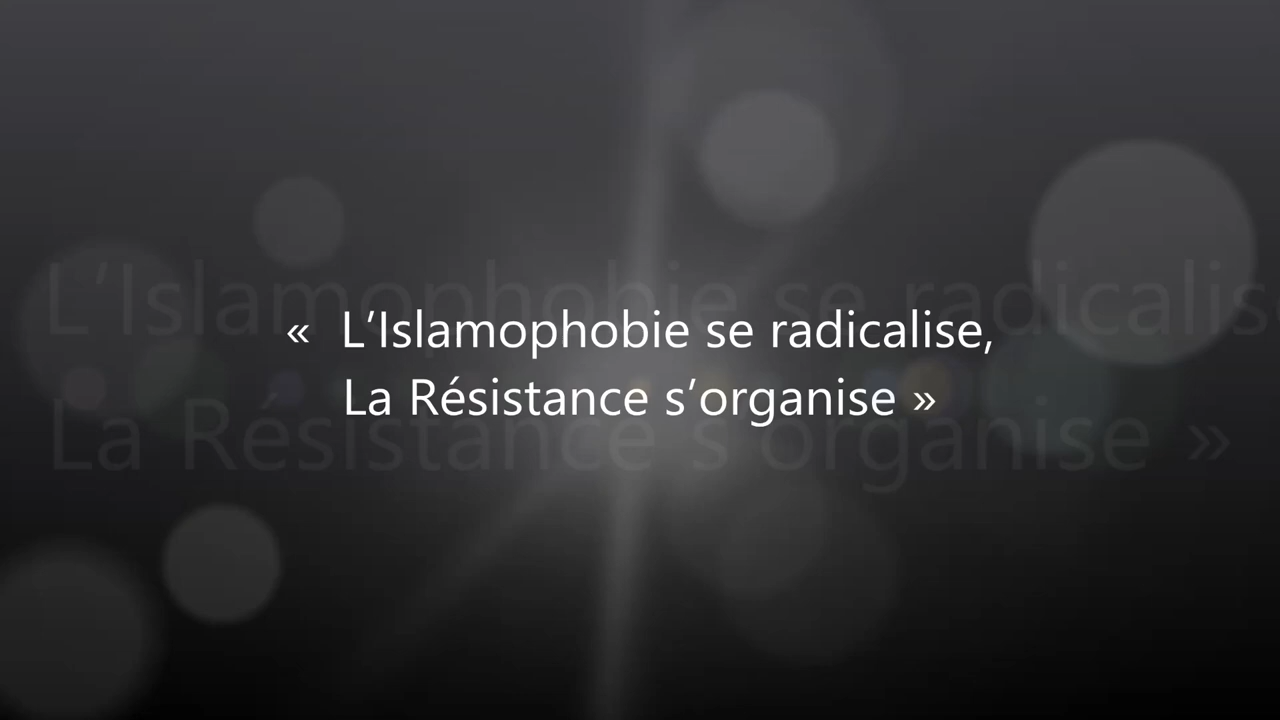 « L’Islamophobie se radicalise,
La Résistance s’organise »